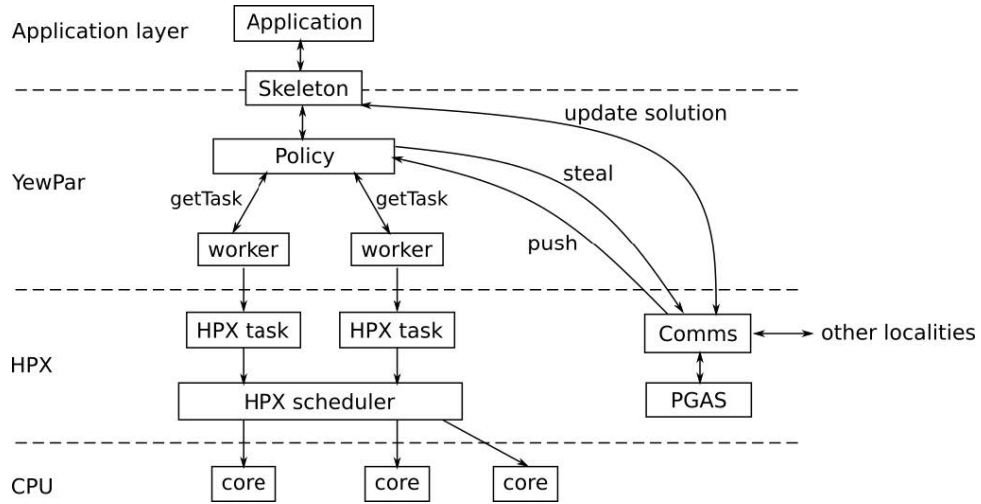 Application layer
Application
Skeleton
update solution
Policy
steal
YewPar
getTask
getTask
push
worker
worker
HPX task
HPX task
Comms
other localities
HPX
HPX scheduler
PGAS
CPU
core
core
core